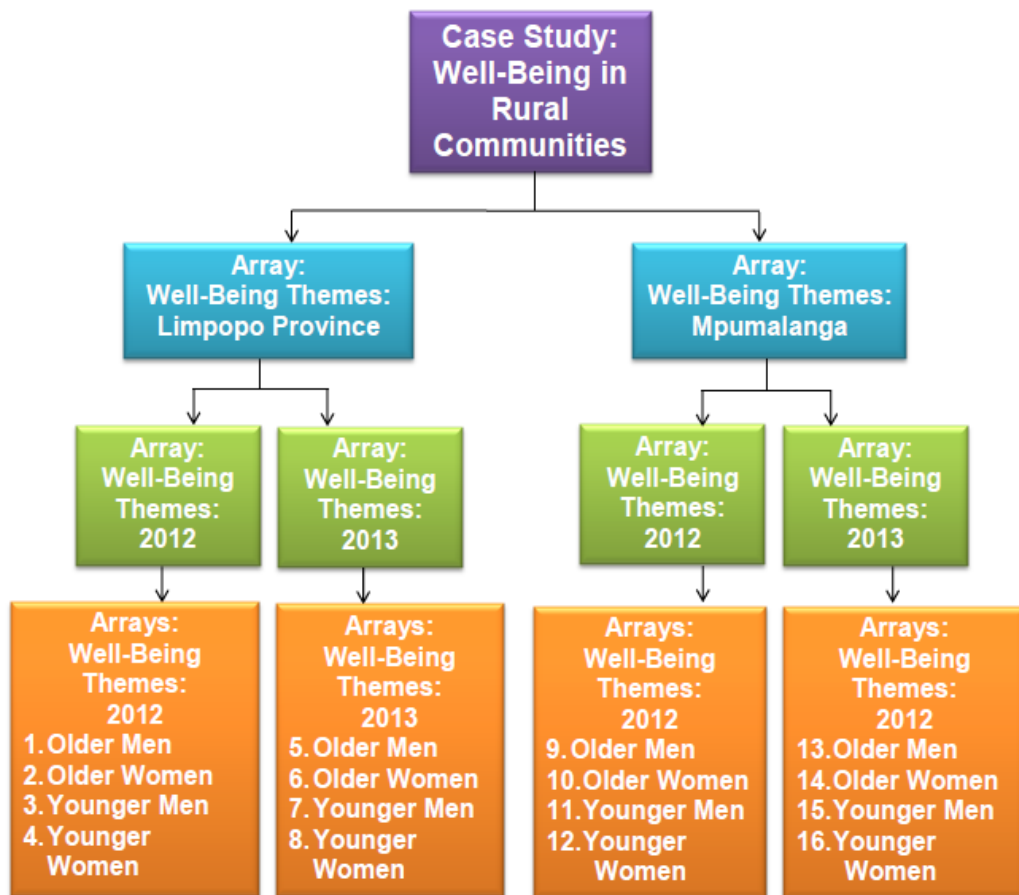 Case Study:
Well-Being in
Rural
Communities
Array:
Well-Being Themes:
Limpopo Province
Array:
Well-Being Themes:
Mpumalanga
Array:
Well-Being
Themes:
2012
Array:
Well-Being
Themes:
2013
Array:
Well-Being
Themes:
2012
Array:
Well-Being
Themes:
2013
Arrays:
Well-Being
Themes:
2012
1.Older Men
2.Older Women
3.Younger Men
4.Younger
Women
Arrays:
Well-Being
Themes:
2013
5.Older Men
6.Older Women
7.Younger Men
8.Younger
Women
Arrays:
Well-Being
Themes:
2012
9.Older Men
10.Older Women
11.Younger Men
12.Younger
Women
Arrays:
Well-Being
Themes:
2012
13.Older Men
14.Older Women
15.Younger Men
16.Younger
Women